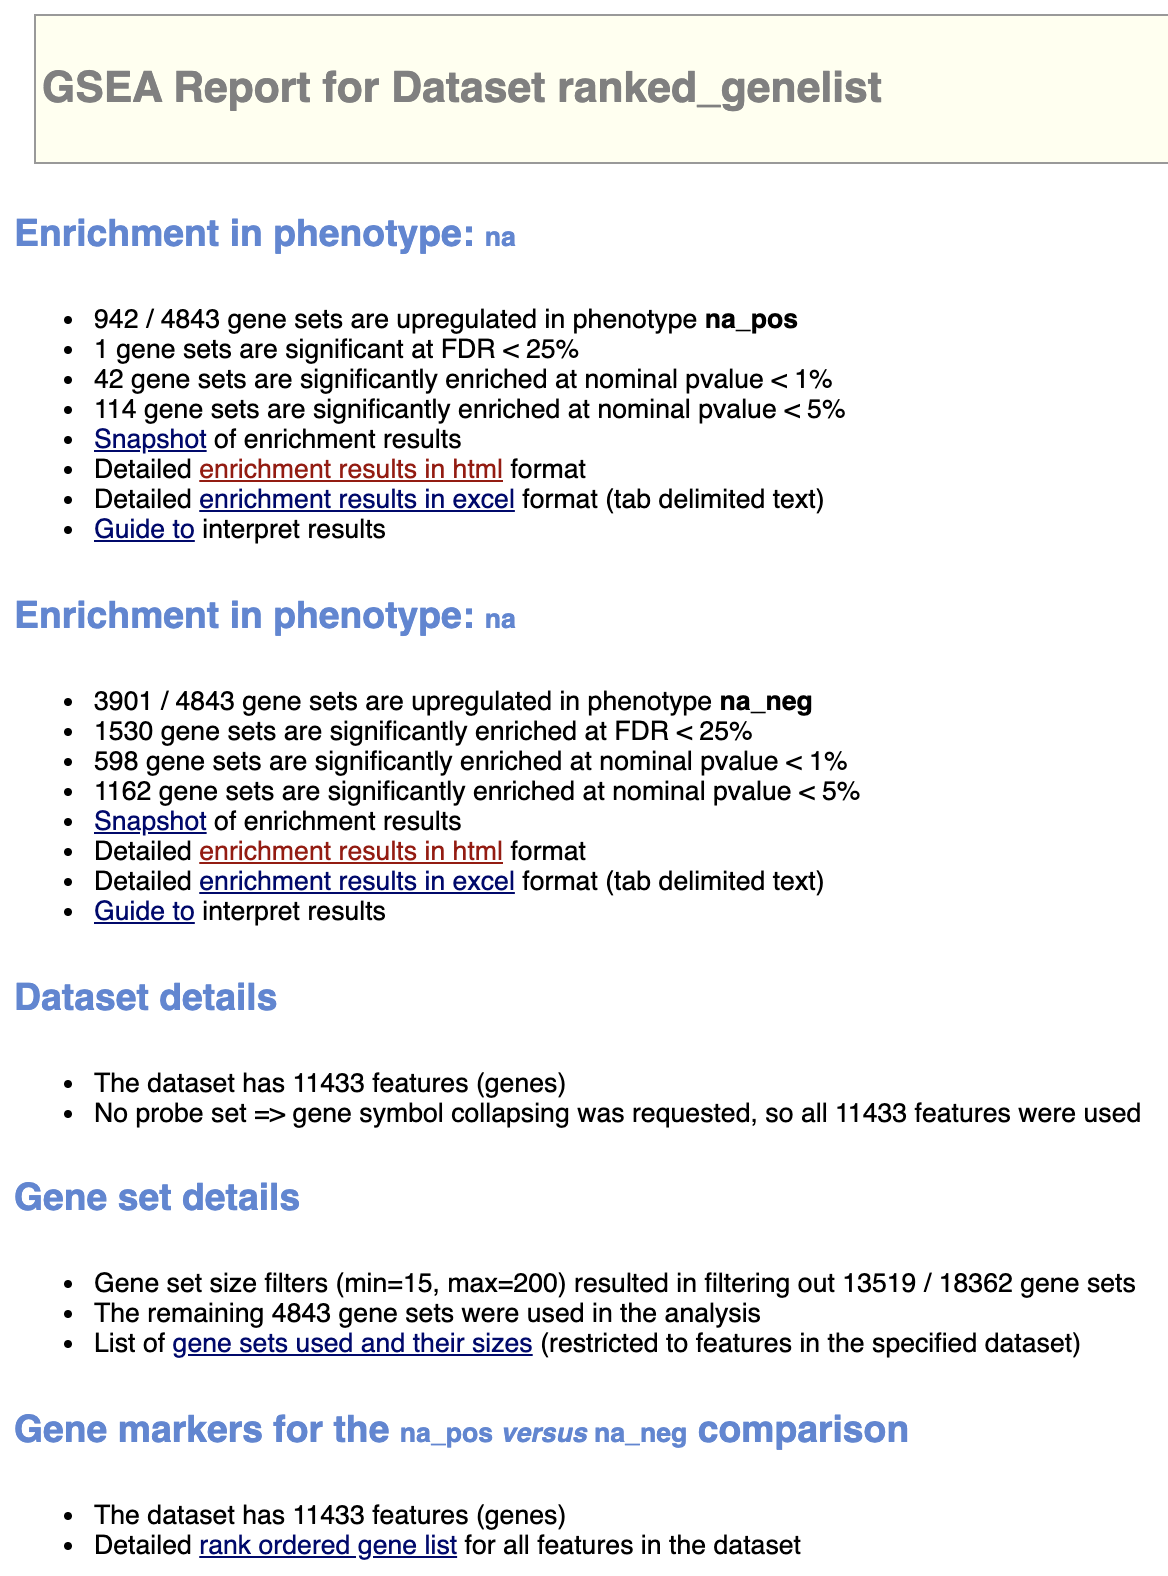 GSEA Report for Dataset ranked_genelist
Enrichment in phenotype: na
• 942 / 4843 gene sets are upregulated in phenotype na_pos
• 1 gene sets are significant at FDR < 25%
• 42 gene sets are significantly enriched at nominal pvalue < 1%
• 114 gene sets are significantly enriched at nominal pvalue < 5%
• Snapshot of enrichment results
• Detailed enrichment results in html format
• Detailed enrichment results in excel format (tab delimited text)
• Guide to interpret results
Enrichment in phenotype: na
• 3901 / 4843 gene sets are upregulated in phenotype na_neg
• 1530 gene sets are significantly enriched at FDR < 25%
• 598 gene sets are significantly enriched at nominal pvalue < 1%
• 1162 gene sets are significantly enriched at nominal pvalue < 5%
• Snapshot of enrichment results
• Detailed enrichment results in html format
• Detailed enrichment results in excel format (tab delimited text)
• Guide to interpret results
Dataset details
• The dataset has 11433 features (genes)
• No probe set => gene symbol collapsing was requested, so all 11433 features were used
Gene set details
• Gene set size filters (min=15, max=200) resulted in filtering out 13519 / 18362 gene sets
• The remaining 4843 gene sets were used in the analysis
• List of gene sets used and their sizes (restricted to features in the specified dataset)
Gene markers for the na_pos versus na_neg comparison
• The dataset has 11433 features (genes)
• Detailed rank ordered gene list for all features in the dataset